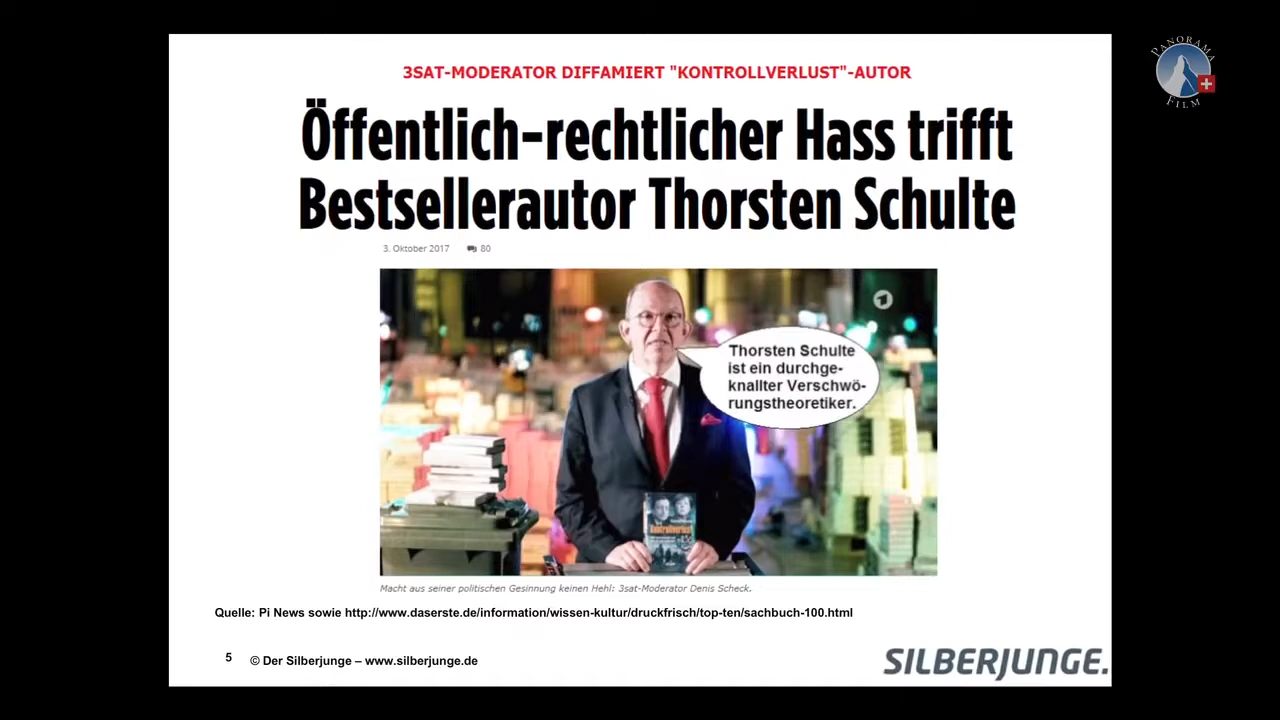 PANORAMA
FILM
3SAT-MODERATOR DIFFAMIERT "KONTROLLVERLUST"-AUTOR
Öffentlich-rechtlicher Hass trifft
Bestsellerautor Thorsten Schulte
3. Oktober 2017 80
Thorsten Schulte
ist ein durchge-
knallter Verschwö-
rungstheoretiker.
Kontrollverlust
Macht aus seiner politischen Gesinnung keinen Hehl: 3sat-Moderator Denis Scheck.
Quelle: Pi News sowie http://www.daserste.de/information/wissen-kultur/druckfrisch/top-ten/sachbuch-100.html
5 © Der Silberjunge – www.silberjunge.de
SILBERJUNGE.